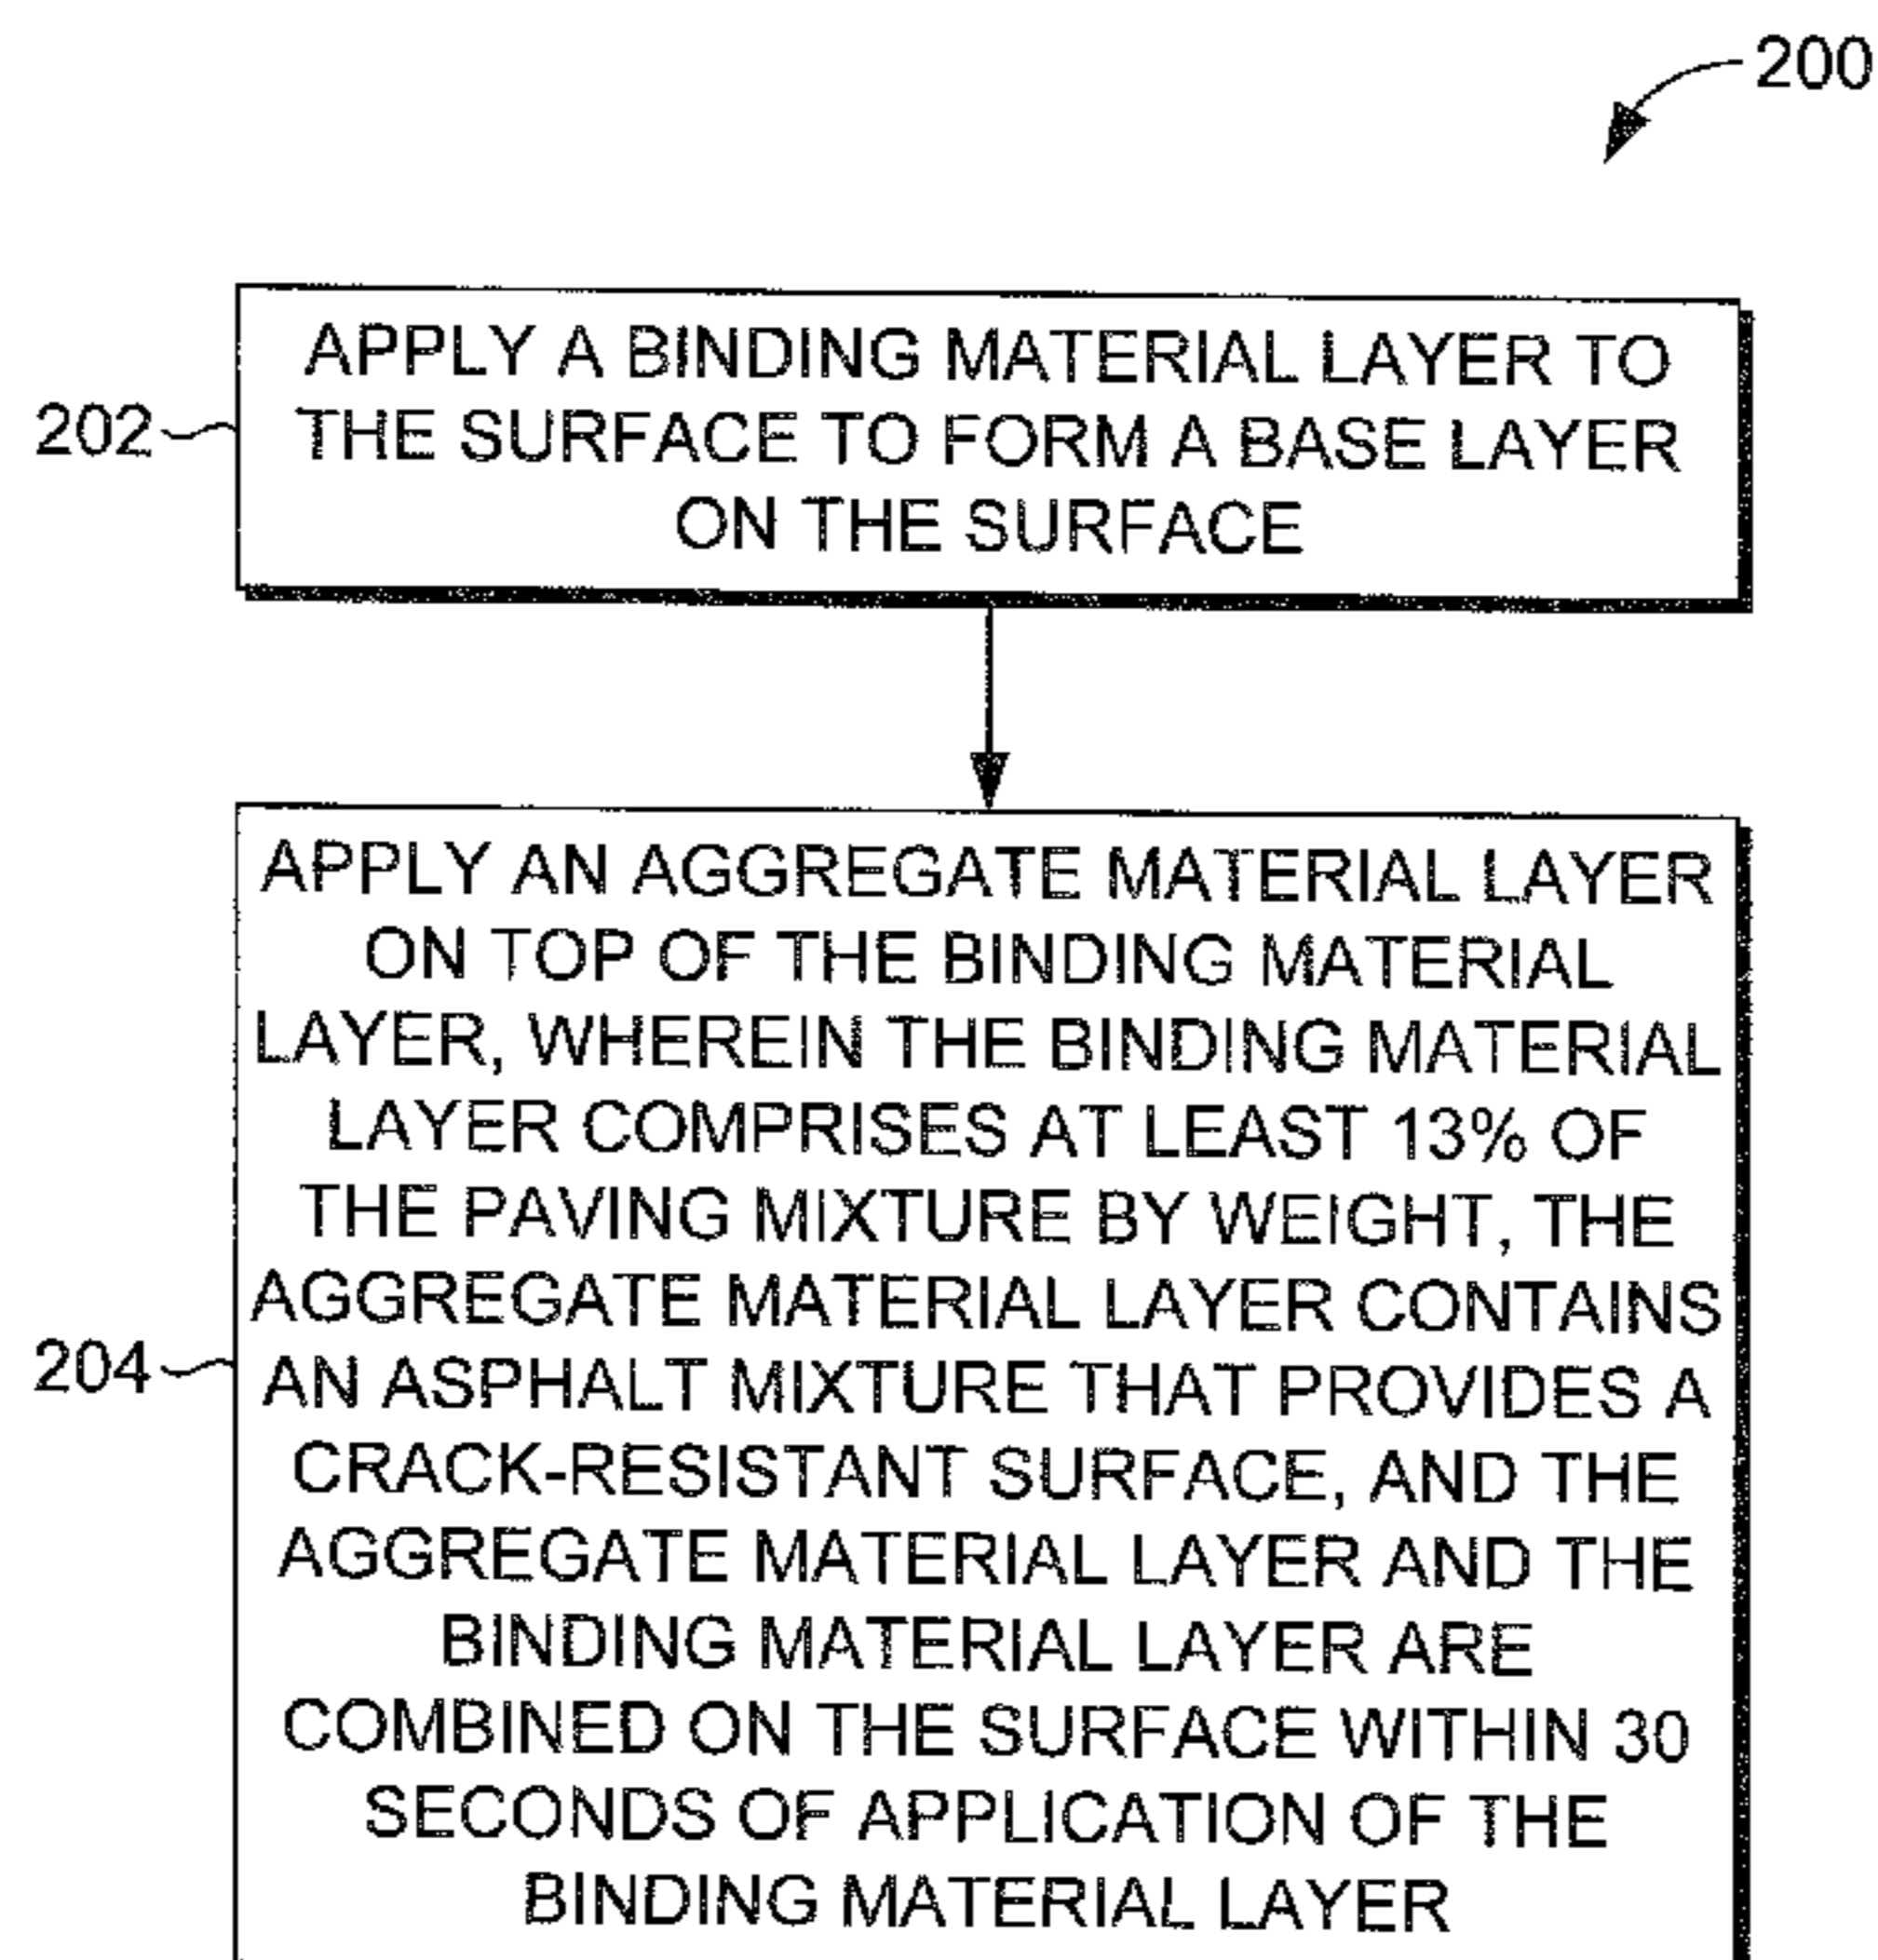 200
APPLY A BINDING MATERIAL LAYER TO
202
THE SURFACE TO FORM A BASE LAYER
ON THE SURFACE
APPLY AN AGGREGATE MATERIAL LAYER
ON TOP OF THE BINDING MATERIAL
LAYER, WHEREIN THE BINDING MATERIAL
LAYER COMPRISES AT LEAST 13% OF
THE PAVING MIXTURE BY WEIGHT, THE
AGGREGATE MATERIAL LAYER CONTAINS
204
AN ASPHALT MIXTURE THAT PROVIDES A
CRACK-RESISTANT SURFACE, AND THE
AGGREGATE MATERIAL LAYER AND THE
BINDING MATERIAL LAYER ARE
COMBINED ON THE SURFACE WITHIN 30
SECONDS OF APPLICATION OF THE
BINDING MATERIAL LAYER